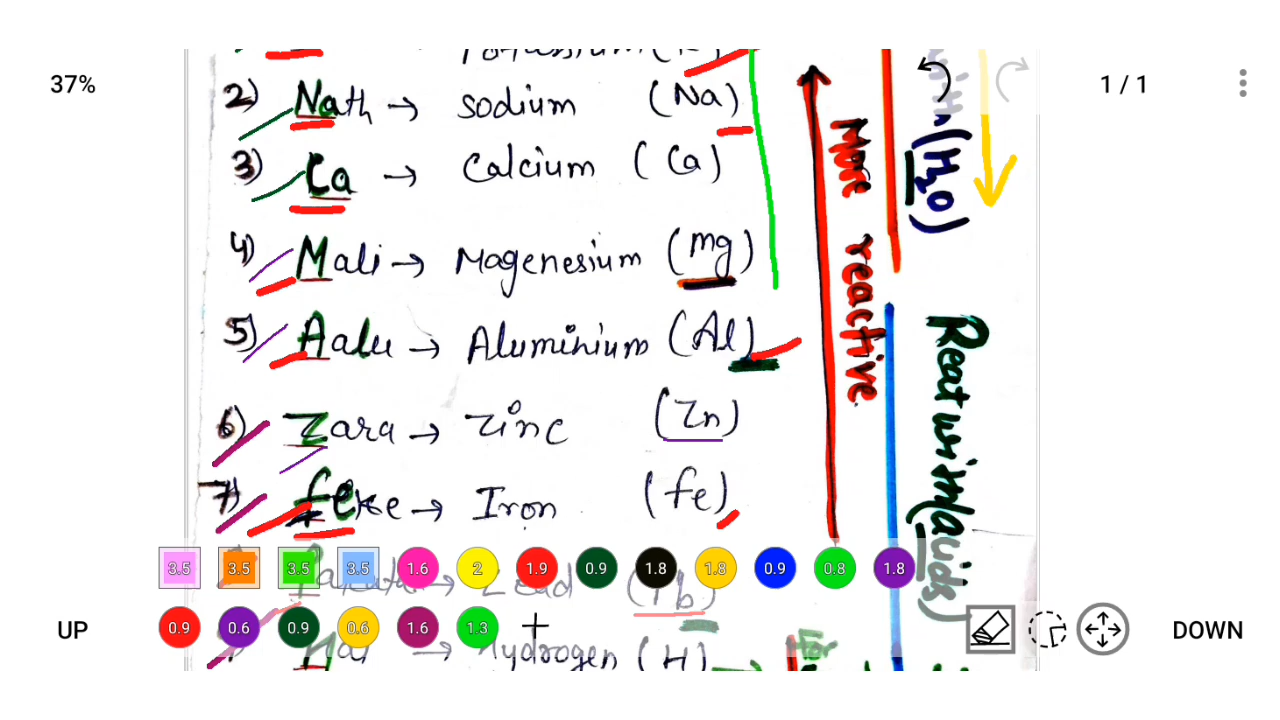 37%
1 / 1
Potassium (K)
2) Nath → sodium (Na)
3) Ca → Calcium (Ca)
4) Mali → Magenesium (mg)
5) Aalu → Aluminium (Al)
6) Zara → Zinc (Zn)
7) → Iron (fe)
→ Lead (Pb)
→ Hydrogen (H) →
More reactive
(H2O)
React with (acids)
3.5 3.5 3.5 3.5 1.6 2 1.9 0.9 1.8 1.8 0.9 0.8 1.8
UP 0.9 0.6 0.9 0.6 1.6 1.3 + DOWN
For